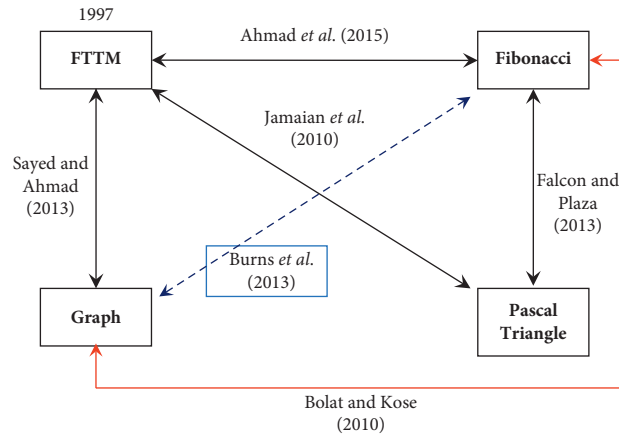 1997
FTTM
Ahmad et al. (2015)
Fibonacci
Jamaian et al.
(2010)
Sayed and
Ahmad
(2013)
Falcon and
Plaza
(2013)
Burns et al.
(2013)
Graph
Pascal
Triangle
Bolat and Kose
(2010)